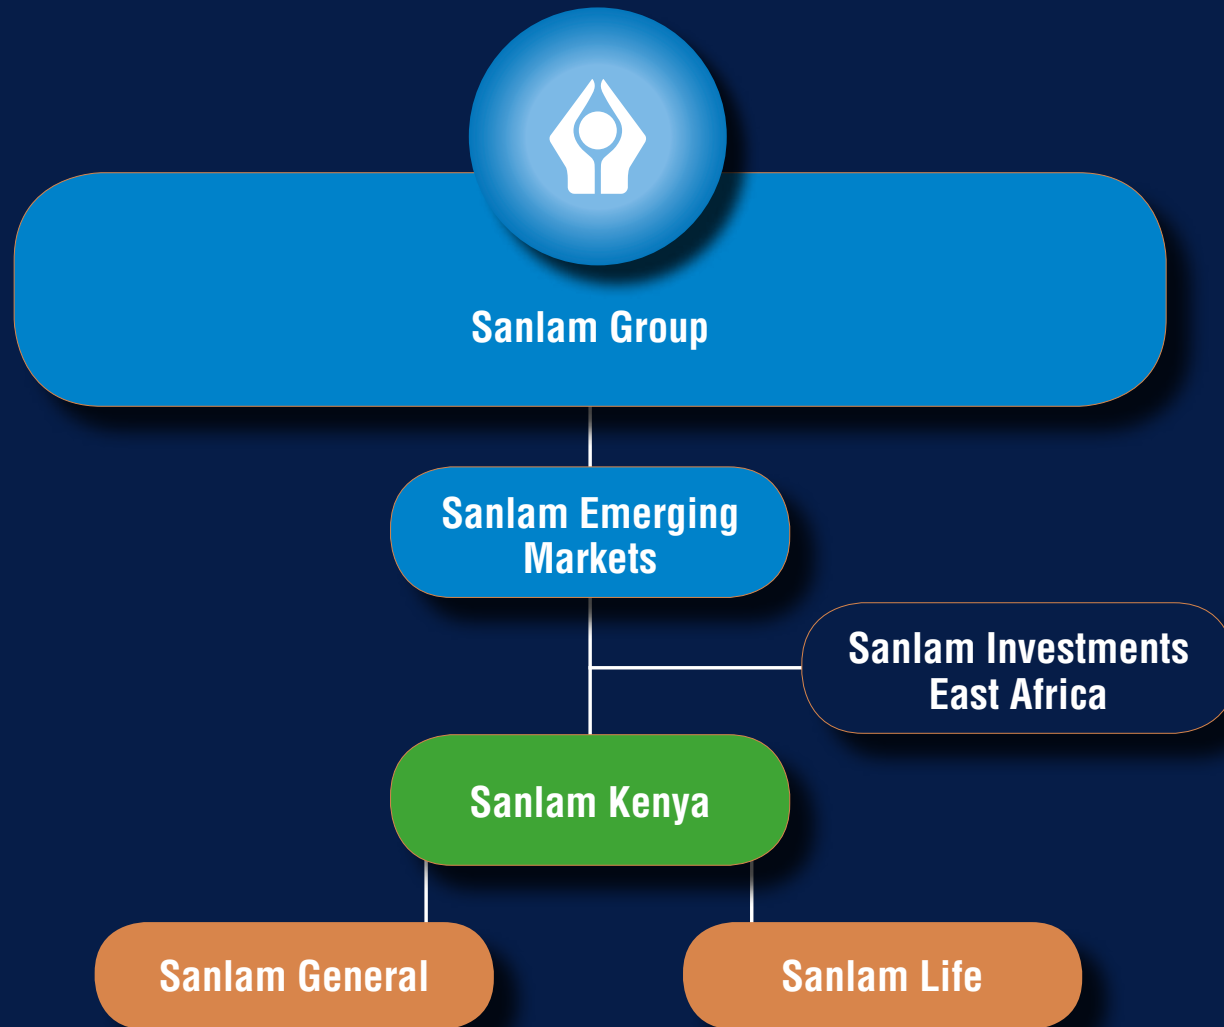 Sanlam Group
Sanlam Emerging
Markets
Sanlam Investments
East Africa
Sanlam Kenya
Sanlam General
Sanlam Life